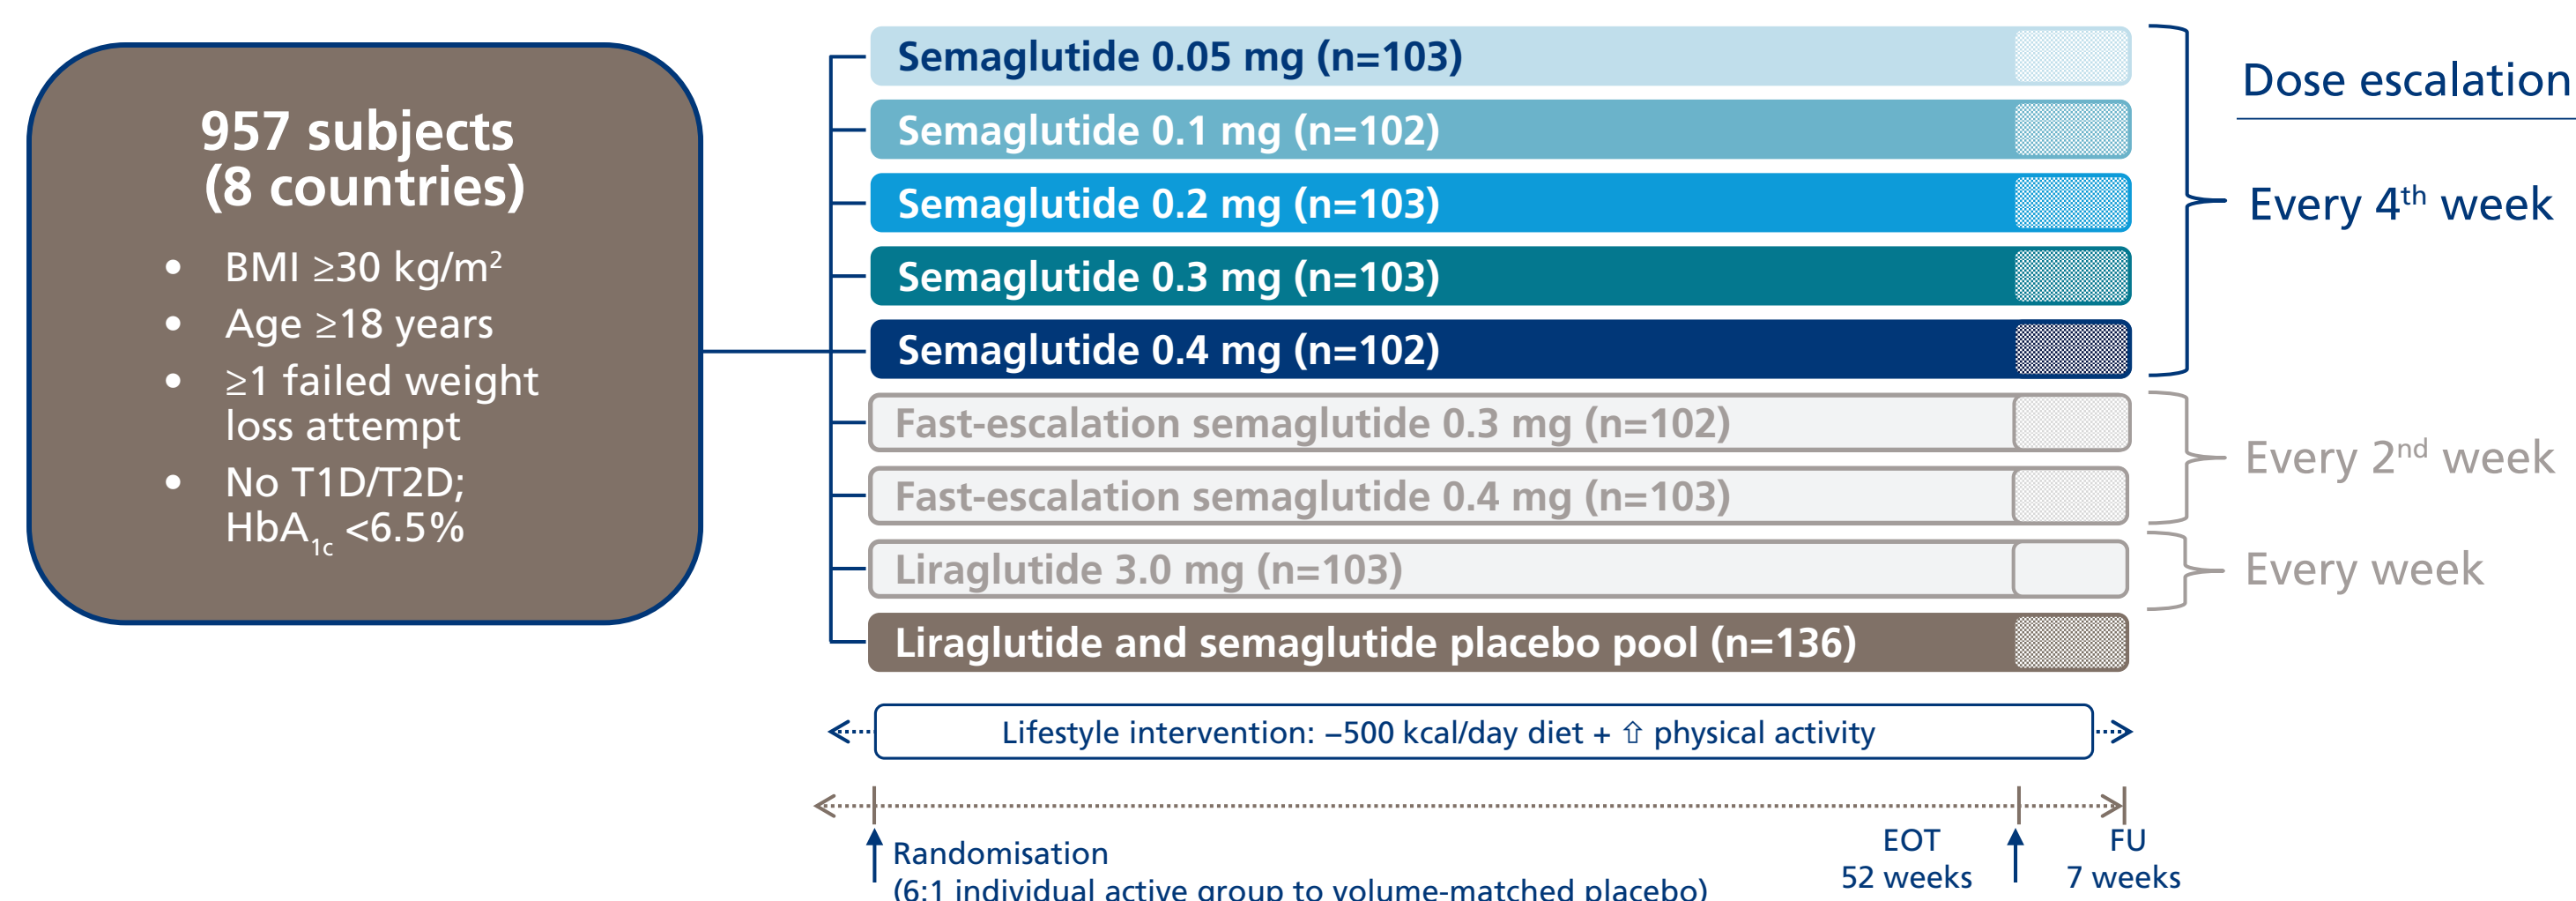 957 subjects
(8 countries)
• BMI ≥30 kg/m²
• Age ≥18 years
• ≥1 failed weight
loss attempt
• No T1D/T2D;
HbA1c <6.5%
Semaglutide 0.05 mg (n=103)
Semaglutide 0.1 mg (n=102)
Semaglutide 0.2 mg (n=103)
Semaglutide 0.3 mg (n=103)
Semaglutide 0.4 mg (n=102)
Fast-escalation semaglutide 0.3 mg (n=102)
Fast-escalation semaglutide 0.4 mg (n=103)
Liraglutide 3.0 mg (n=103)
Liraglutide and semaglutide placebo pool (n=136)
Dose escalation
Every 4th week
Every 2nd week
Every week
Lifestyle intervention: –500 kcal/day diet + ⇧ physical activity
Randomisation
(6:1 individual active group to volume-matched placebo)
EOT
52 weeks
FU
7 weeks